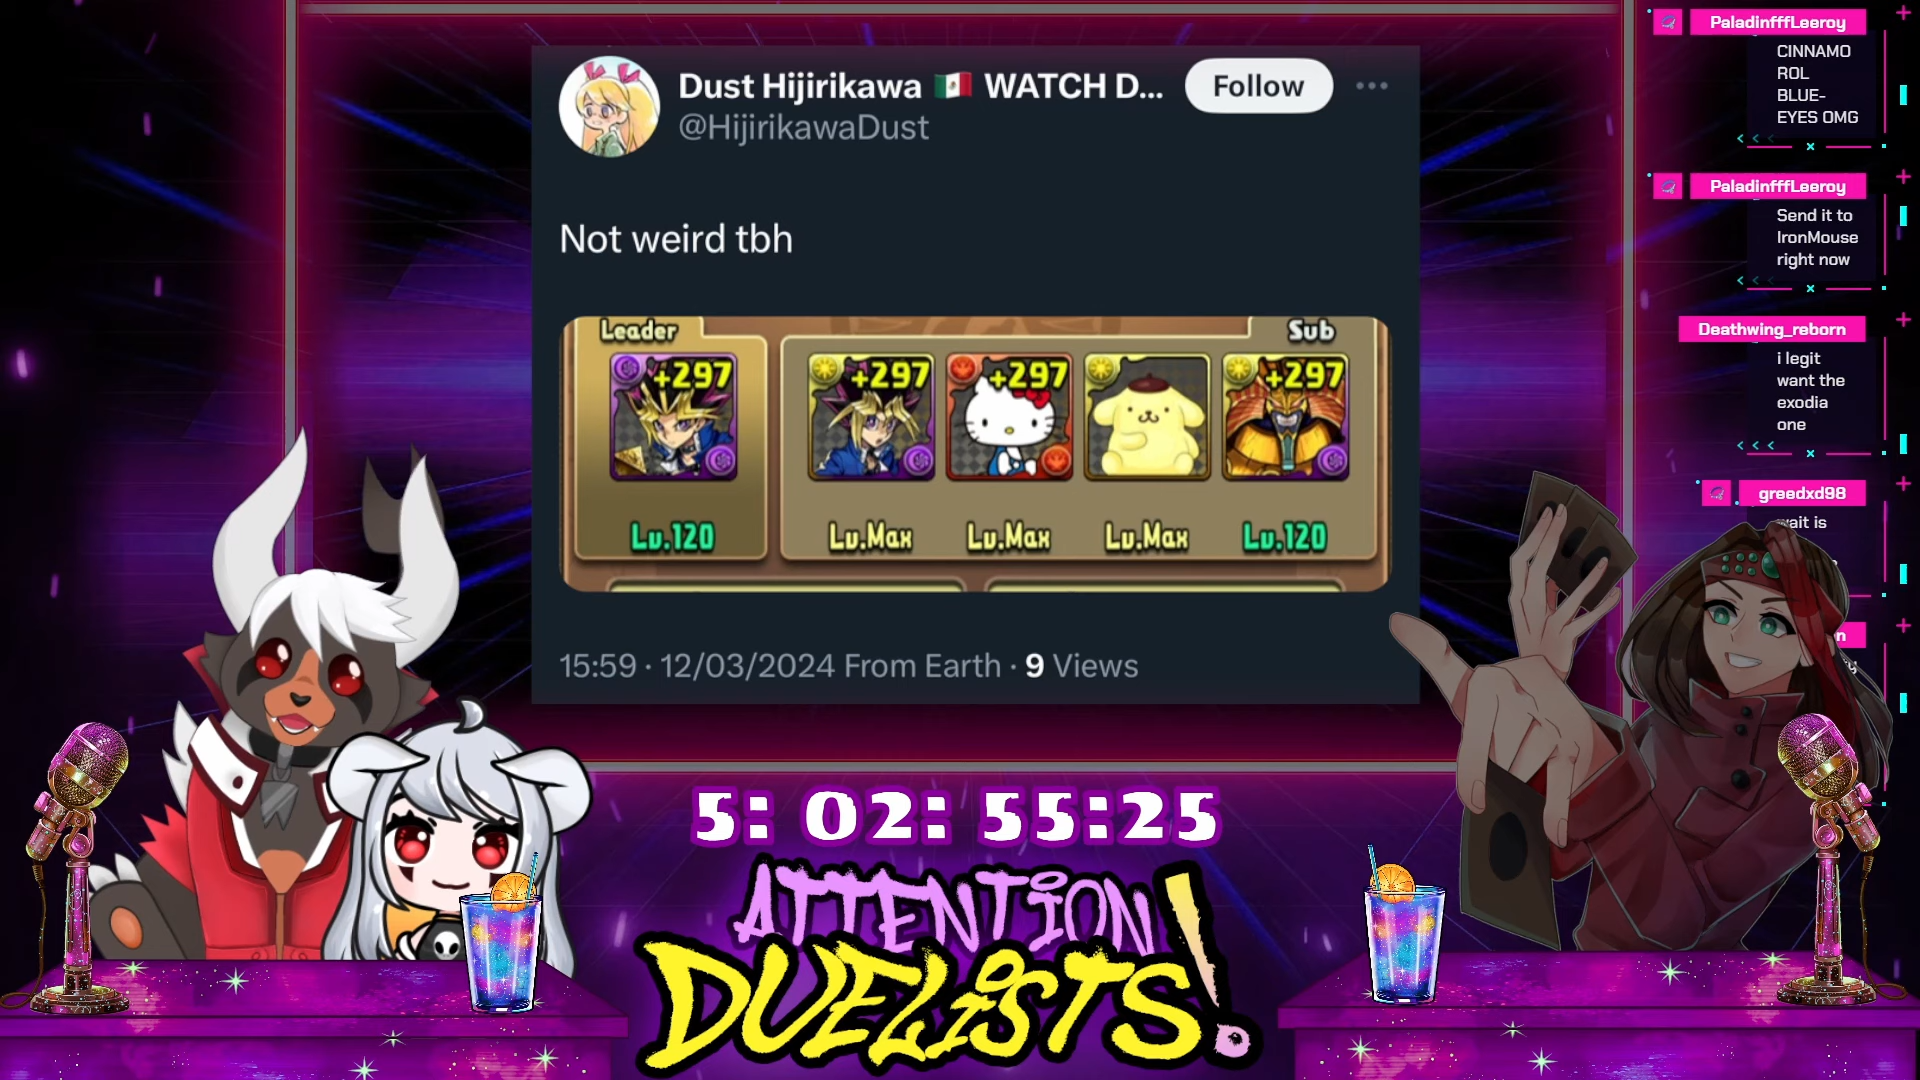 Dust Hijirikawa 🇲🇽 WATCH D...
Follow
@HijirikawaDust
Not weird tbh
Leader
Sub
+297
+297
+297
+297
Lv.120
Lv.Max
Lv.Max
Lv.Max
Lv.120
15:59 · 12/03/2024 From Earth · 9 Views
5: 02: 55:25
ATTENTION
DUELISTS!
PaladinfffLeeroy
CINNAMO
ROL
BLUE-
EYES OMG
PaladinfffLeeroy
Send it to
IronMouse
right now
Deathwing_reborn
i legit
want the
exodia
one
greedxd98
wait is